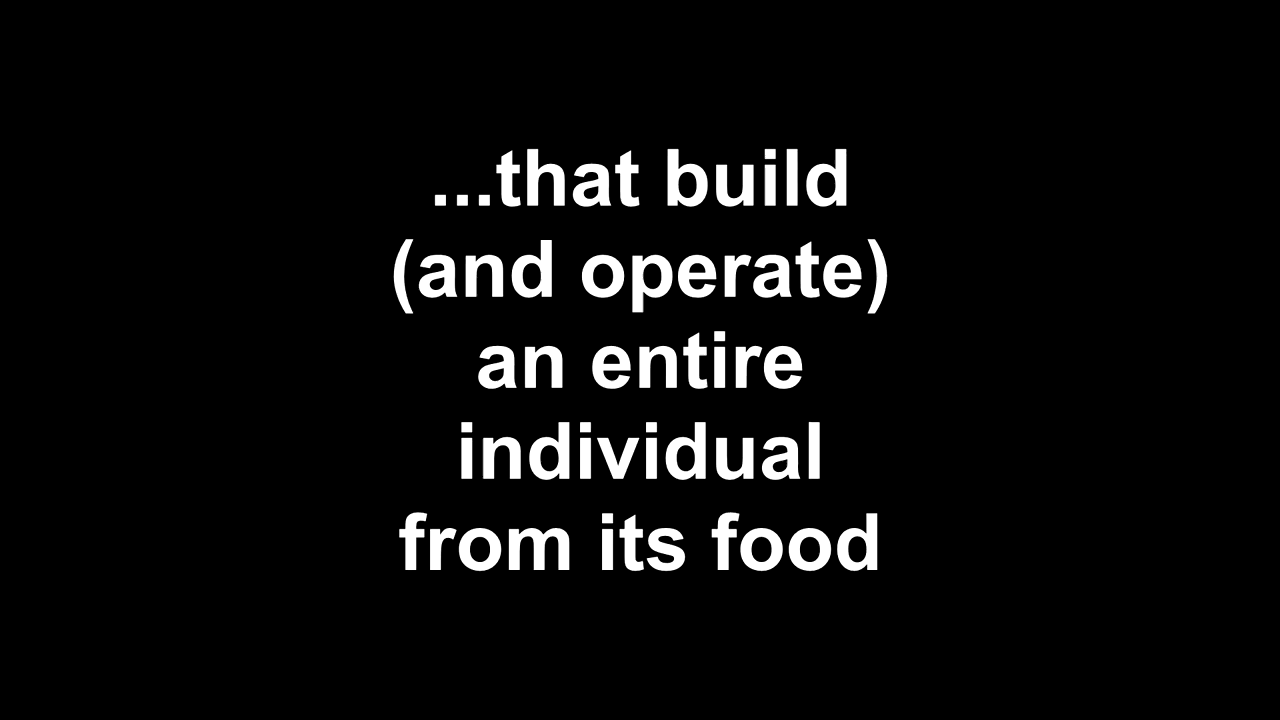 ...that build
(and operate)
an entire
individual
from its food